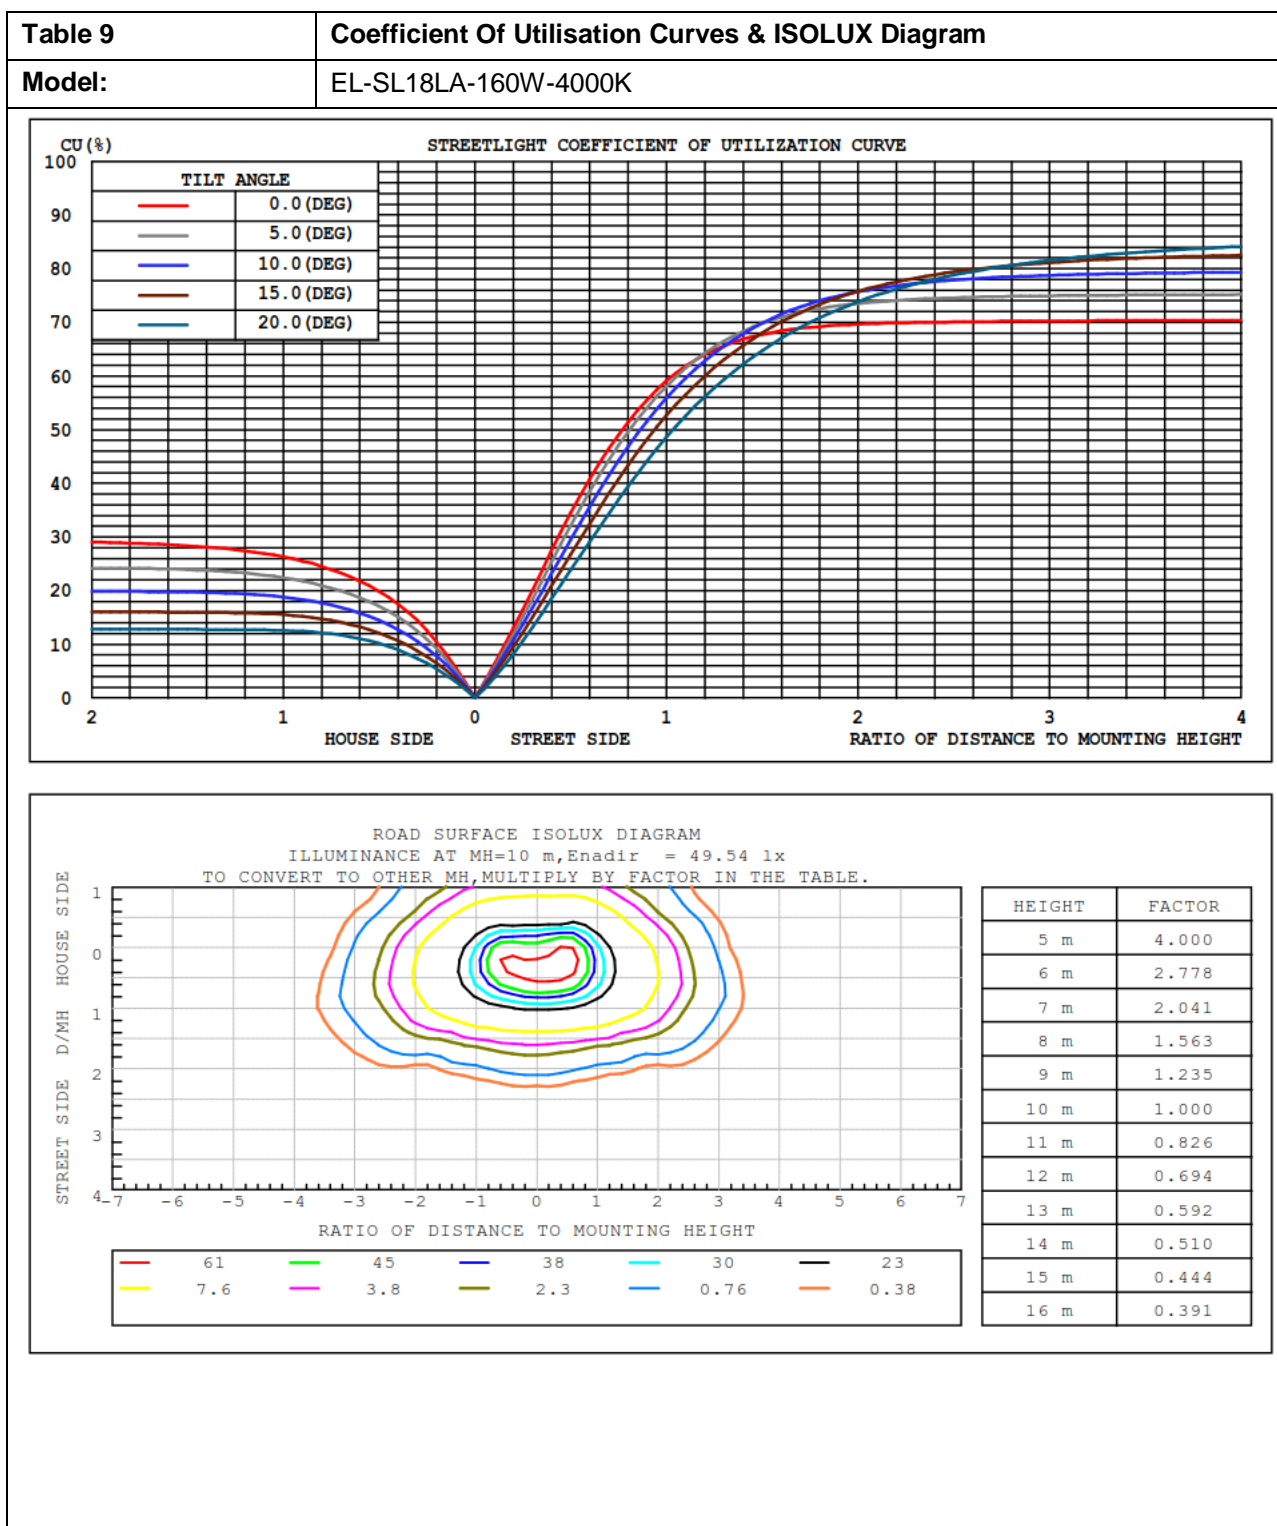 Table 9 Coefficient Of Utilisation Curves & ISOLUX Diagram
Model: EL-SL18LA-160W-4000K
CU(%) STREETLIGHT COEFFICIENT OF UTILIZATION CURVE
TILT ANGLE
0.0(DEG)
5.0(DEG)
10.0(DEG)
15.0(DEG)
20.0(DEG)
100
90
80
70
60
50
40
30
20
10
0
2 1 0 1 2 3 4
HOUSE SIDE STREET SIDE RATIO OF DISTANCE TO MOUNTING HEIGHT
ROAD SURFACE ISOLUX DIAGRAM
ILLUMINANCE AT MH=10 m,Enadir = 49.54 lx
TO CONVERT TO OTHER MH,MULTIPLY BY FACTOR IN THE TABLE.
STREET SIDE D/MH HOUSE SIDE
1
0
1
2
3
4
-7 -6 -5 -4 -3 -2 -1 0 1 2 3 4 5 6 7
RATIO OF DISTANCE TO MOUNTING HEIGHT
61 45 38 30 23
7.6 3.8 2.3 0.76 0.38
HEIGHT FACTOR
5 m 4.000
6 m 2.778
7 m 2.041
8 m 1.563
9 m 1.235
10 m 1.000
11 m 0.826
12 m 0.694
13 m 0.592
14 m 0.510
15 m 0.444
16 m 0.391